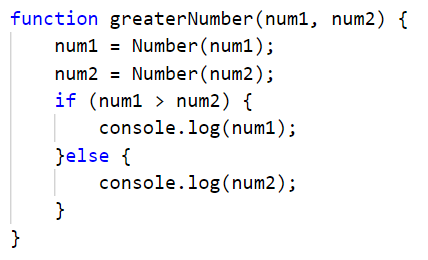 function greaterNumber(num1, num2) {
    num1 = Number(num1);
    num2 = Number(num2);
    if (num1 > num2) {
        console.log(num1);
    }else {
        console.log(num2);
    }
}